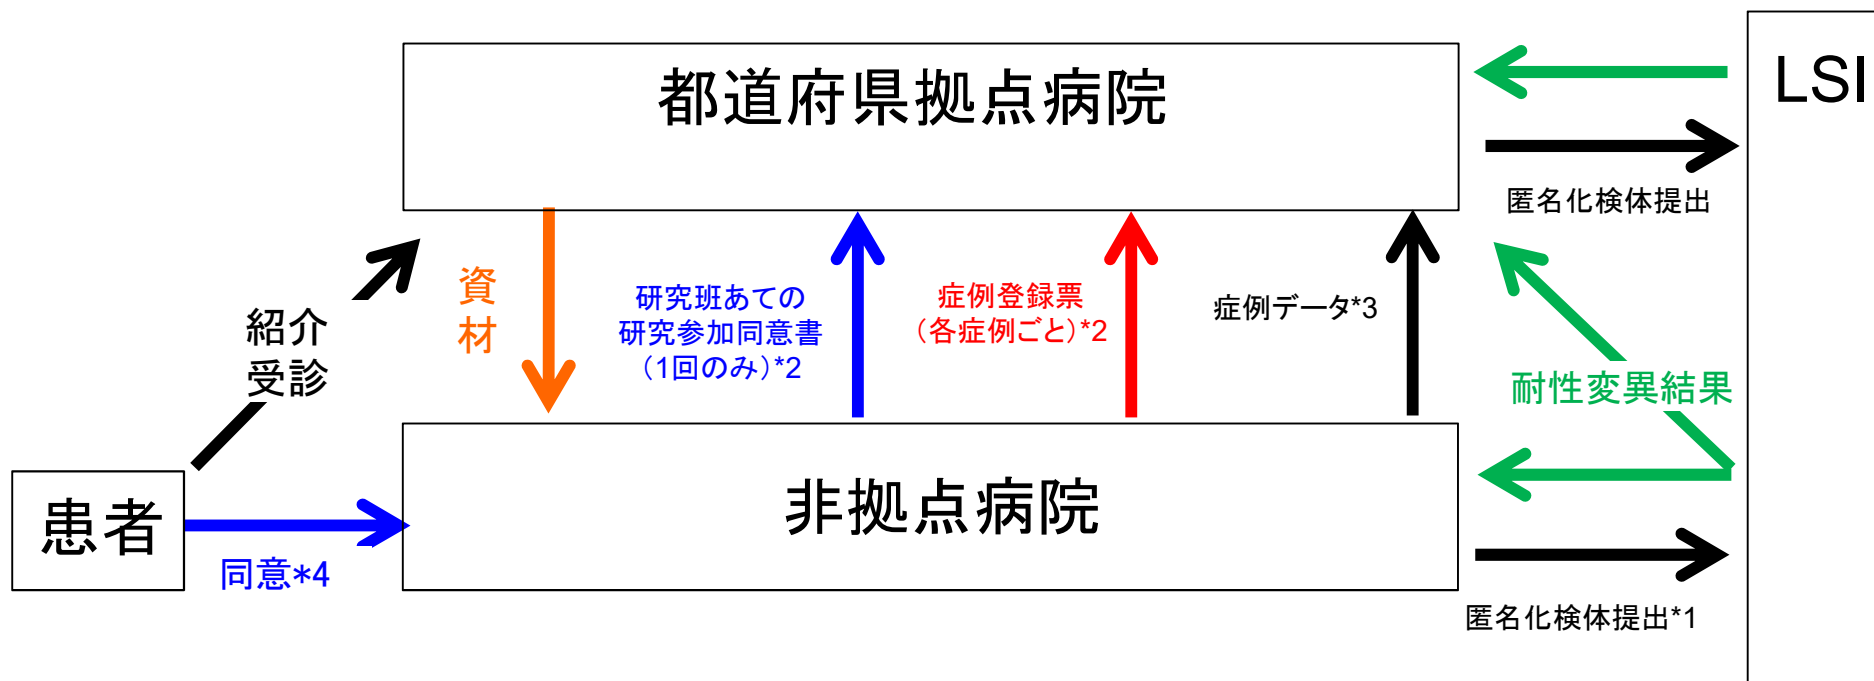 都道府県拠点病院
LSI
匿名化検体提出
紹介
受診
資
材
研究班あての
研究参加同意書
（1回のみ）*2
症例登録票
（各症例ごと）*2
症例データ*3
耐性変異結果
患者
同意*4
非拠点病院
匿名化検体提出*1